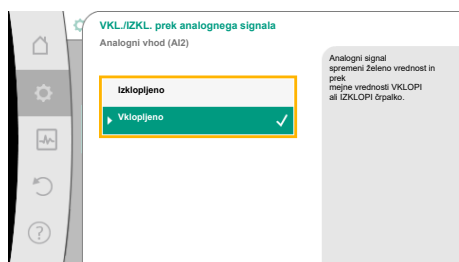 VKL./IZKL. prek analognega signala
Analogni vhod (AI2)
Izklopljeno
Vklopljeno
Analogni signal
spremeni želeno vrednost in
prek
mejne vrednosti VKLOPI
ali IZKLOPI črpalko.
?